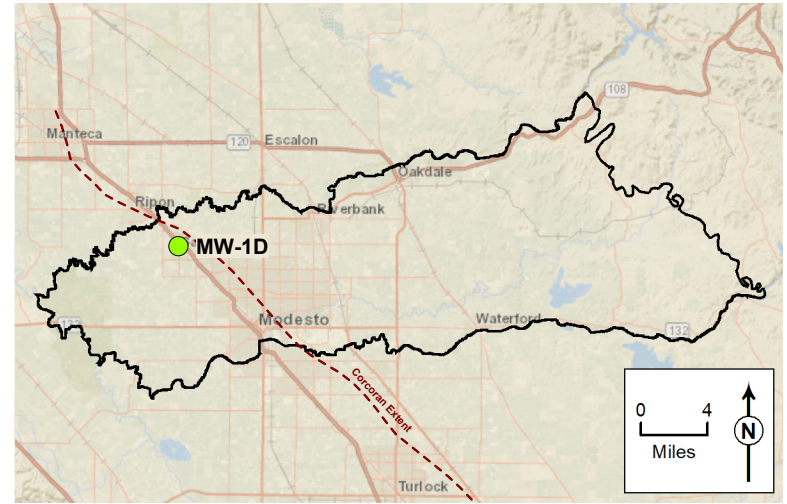 108
Manteca
120
Escalon
Oakdale
Ripon
Riverbank
MW-1D
132
Modesto
Waterford
132
Corcoran Extent
0 4
Miles
N
Turlock